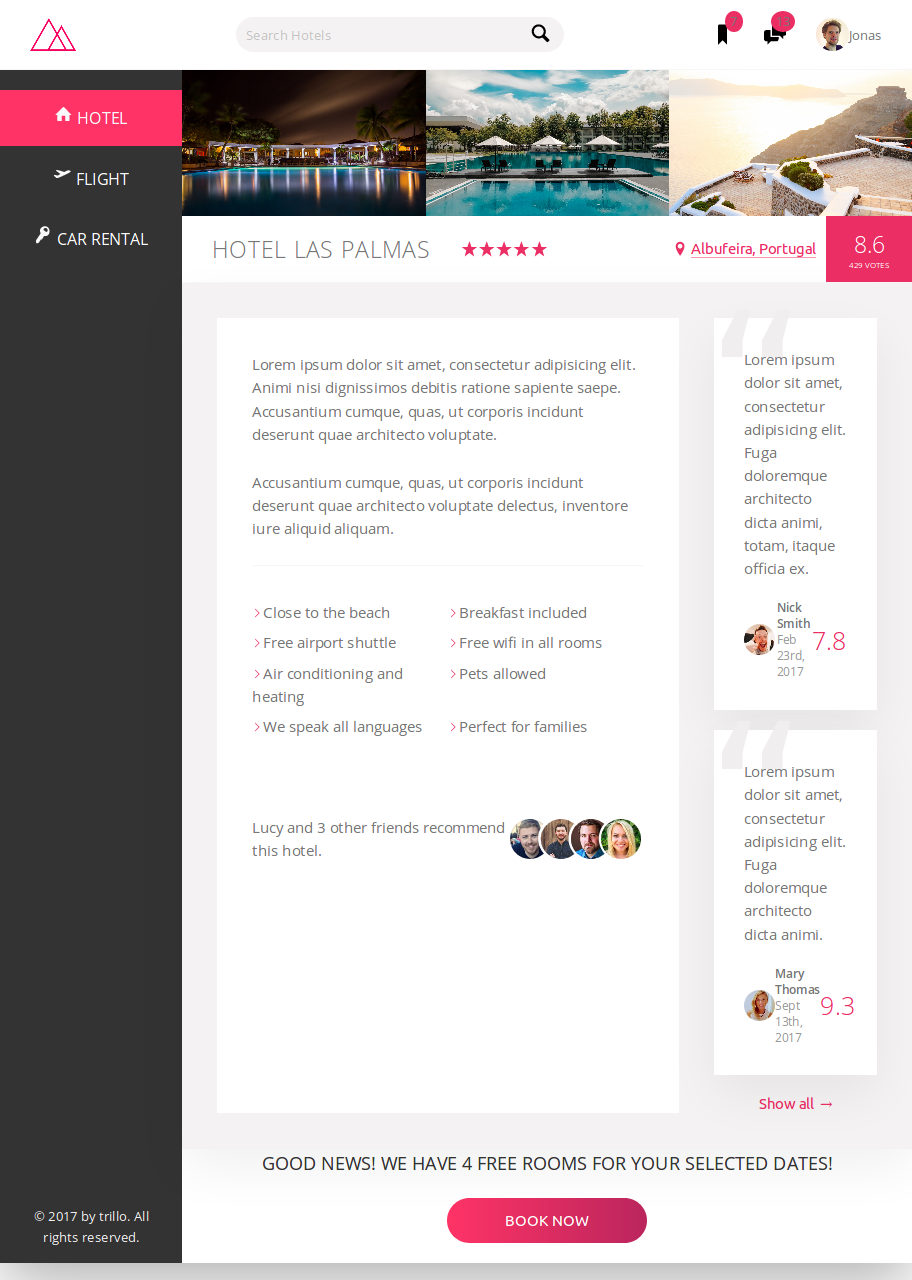 Search Hotels
7
13
Jonas
HOTEL
FLIGHT
CAR RENTAL
HOTEL LAS PALMAS
Albufeira, Portugal
8.6
429 VOTES
Lorem ipsum dolor sit amet, consectetur adipisicing elit.
Animi nisi dignissimos debitis ratione sapiente saepe.
Accusantium cumque, quas, ut corporis incidunt
deserunt quae architecto voluptate.
Accusantium cumque, quas, ut corporis incidunt
deserunt quae architecto voluptate delectus, inventore
iure aliquid aliquam.
Close to the beach
Breakfast included
Free airport shuttle
Free wifi in all rooms
Air conditioning and
heating
Pets allowed
We speak all languages
Perfect for families
Lucy and 3 other friends recommend
this hotel.
“
Lorem ipsum
dolor sit amet,
consectetur
adipisicing elit.
Fuga
doloremque
architecto
dicta animi,
totam, itaque
officia ex.
Nick
Smith
Feb
23rd,
2017
7.8
“
Lorem ipsum
dolor sit amet,
consectetur
adipisicing elit.
Fuga
doloremque
architecto
dicta animi.
Mary
Thomas
Sept
13th,
2017
9.3
Show all →
GOOD NEWS! WE HAVE 4 FREE ROOMS FOR YOUR SELECTED DATES!
BOOK NOW
© 2017 by trillo. All
rights reserved.